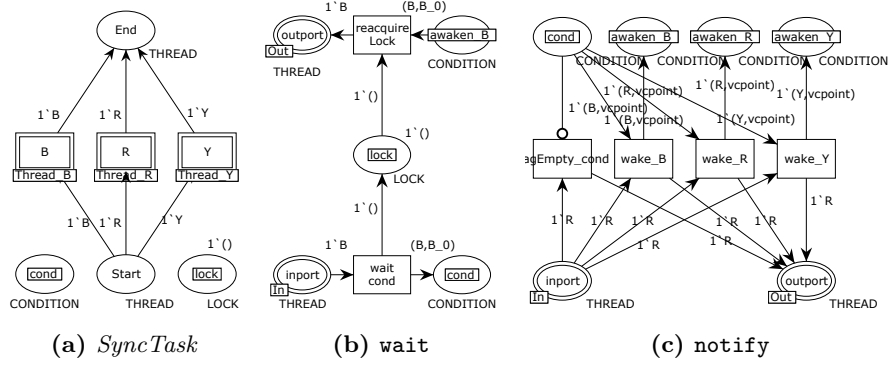 End
THREAD
1`B
1`R
1`Y
B
R
Y
Thread_B
Thread_R
Thread_Y
1`B
1`R
1`Y
1`()
cond
Start
lock
CONDITION
THREAD
LOCK
(a) SyncTask
1`B
(B,B_0)
outport
reacquire
Lock
awaken_B
Out
THREAD
CONDITION
1`()
1`()
lock
LOCK
1`()
1`B
(B,B_0)
inport
wait
cond
cond
In
THREAD
CONDITION
(b) wait
cond
awaken_B
awaken_R
awaken_Y
CONDITION
CONDITION
CONDITION
CONDITION
1`(R,vcpoint)
1`(Y,vcpoint)
1`(B,vcpoint)
1`(B,vcpoint)
1`(Y,vcpoint)
agEmpty_cond
wake_B
wake_R
wake_Y
1`R
1`R
1`R
1`R
1`R
1`R
1`R
1`R
inport
outport
In
Out
THREAD
THREAD
(c) notify